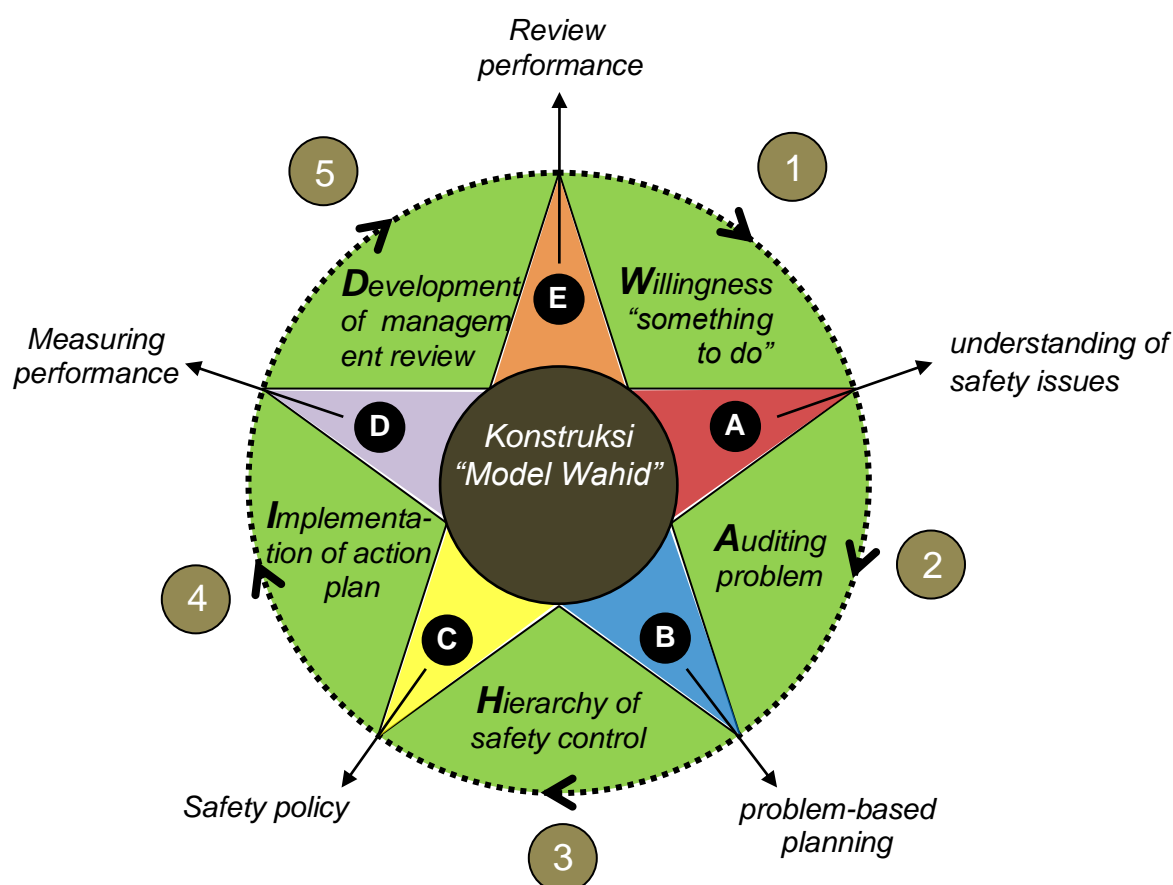 Review
performance
5
1
Development
of managem
ent review
E
Willingness
“something
to do”
Measuring
performance
understanding of
safety issues
D
Konstruksi
“Model Wahid”
A
Implementa-
tion of action
plan
Auditing
problem
2
4
C
B
Hierarchy of
safety control
Safety policy
problem-based
planning
3